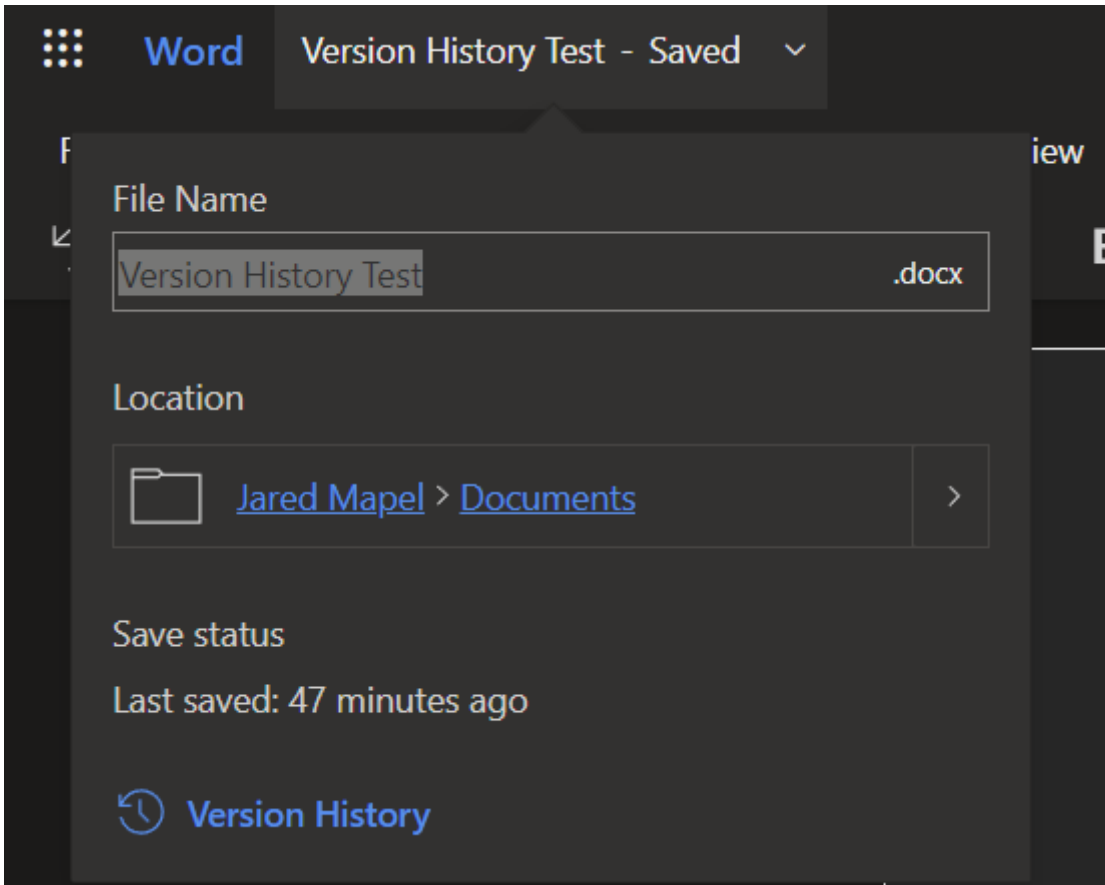 Word Version History Test - Saved
iew
File Name
Version History Test .docx
Location
Jared Mapel > Documents
Save status
Last saved: 47 minutes ago
Version History